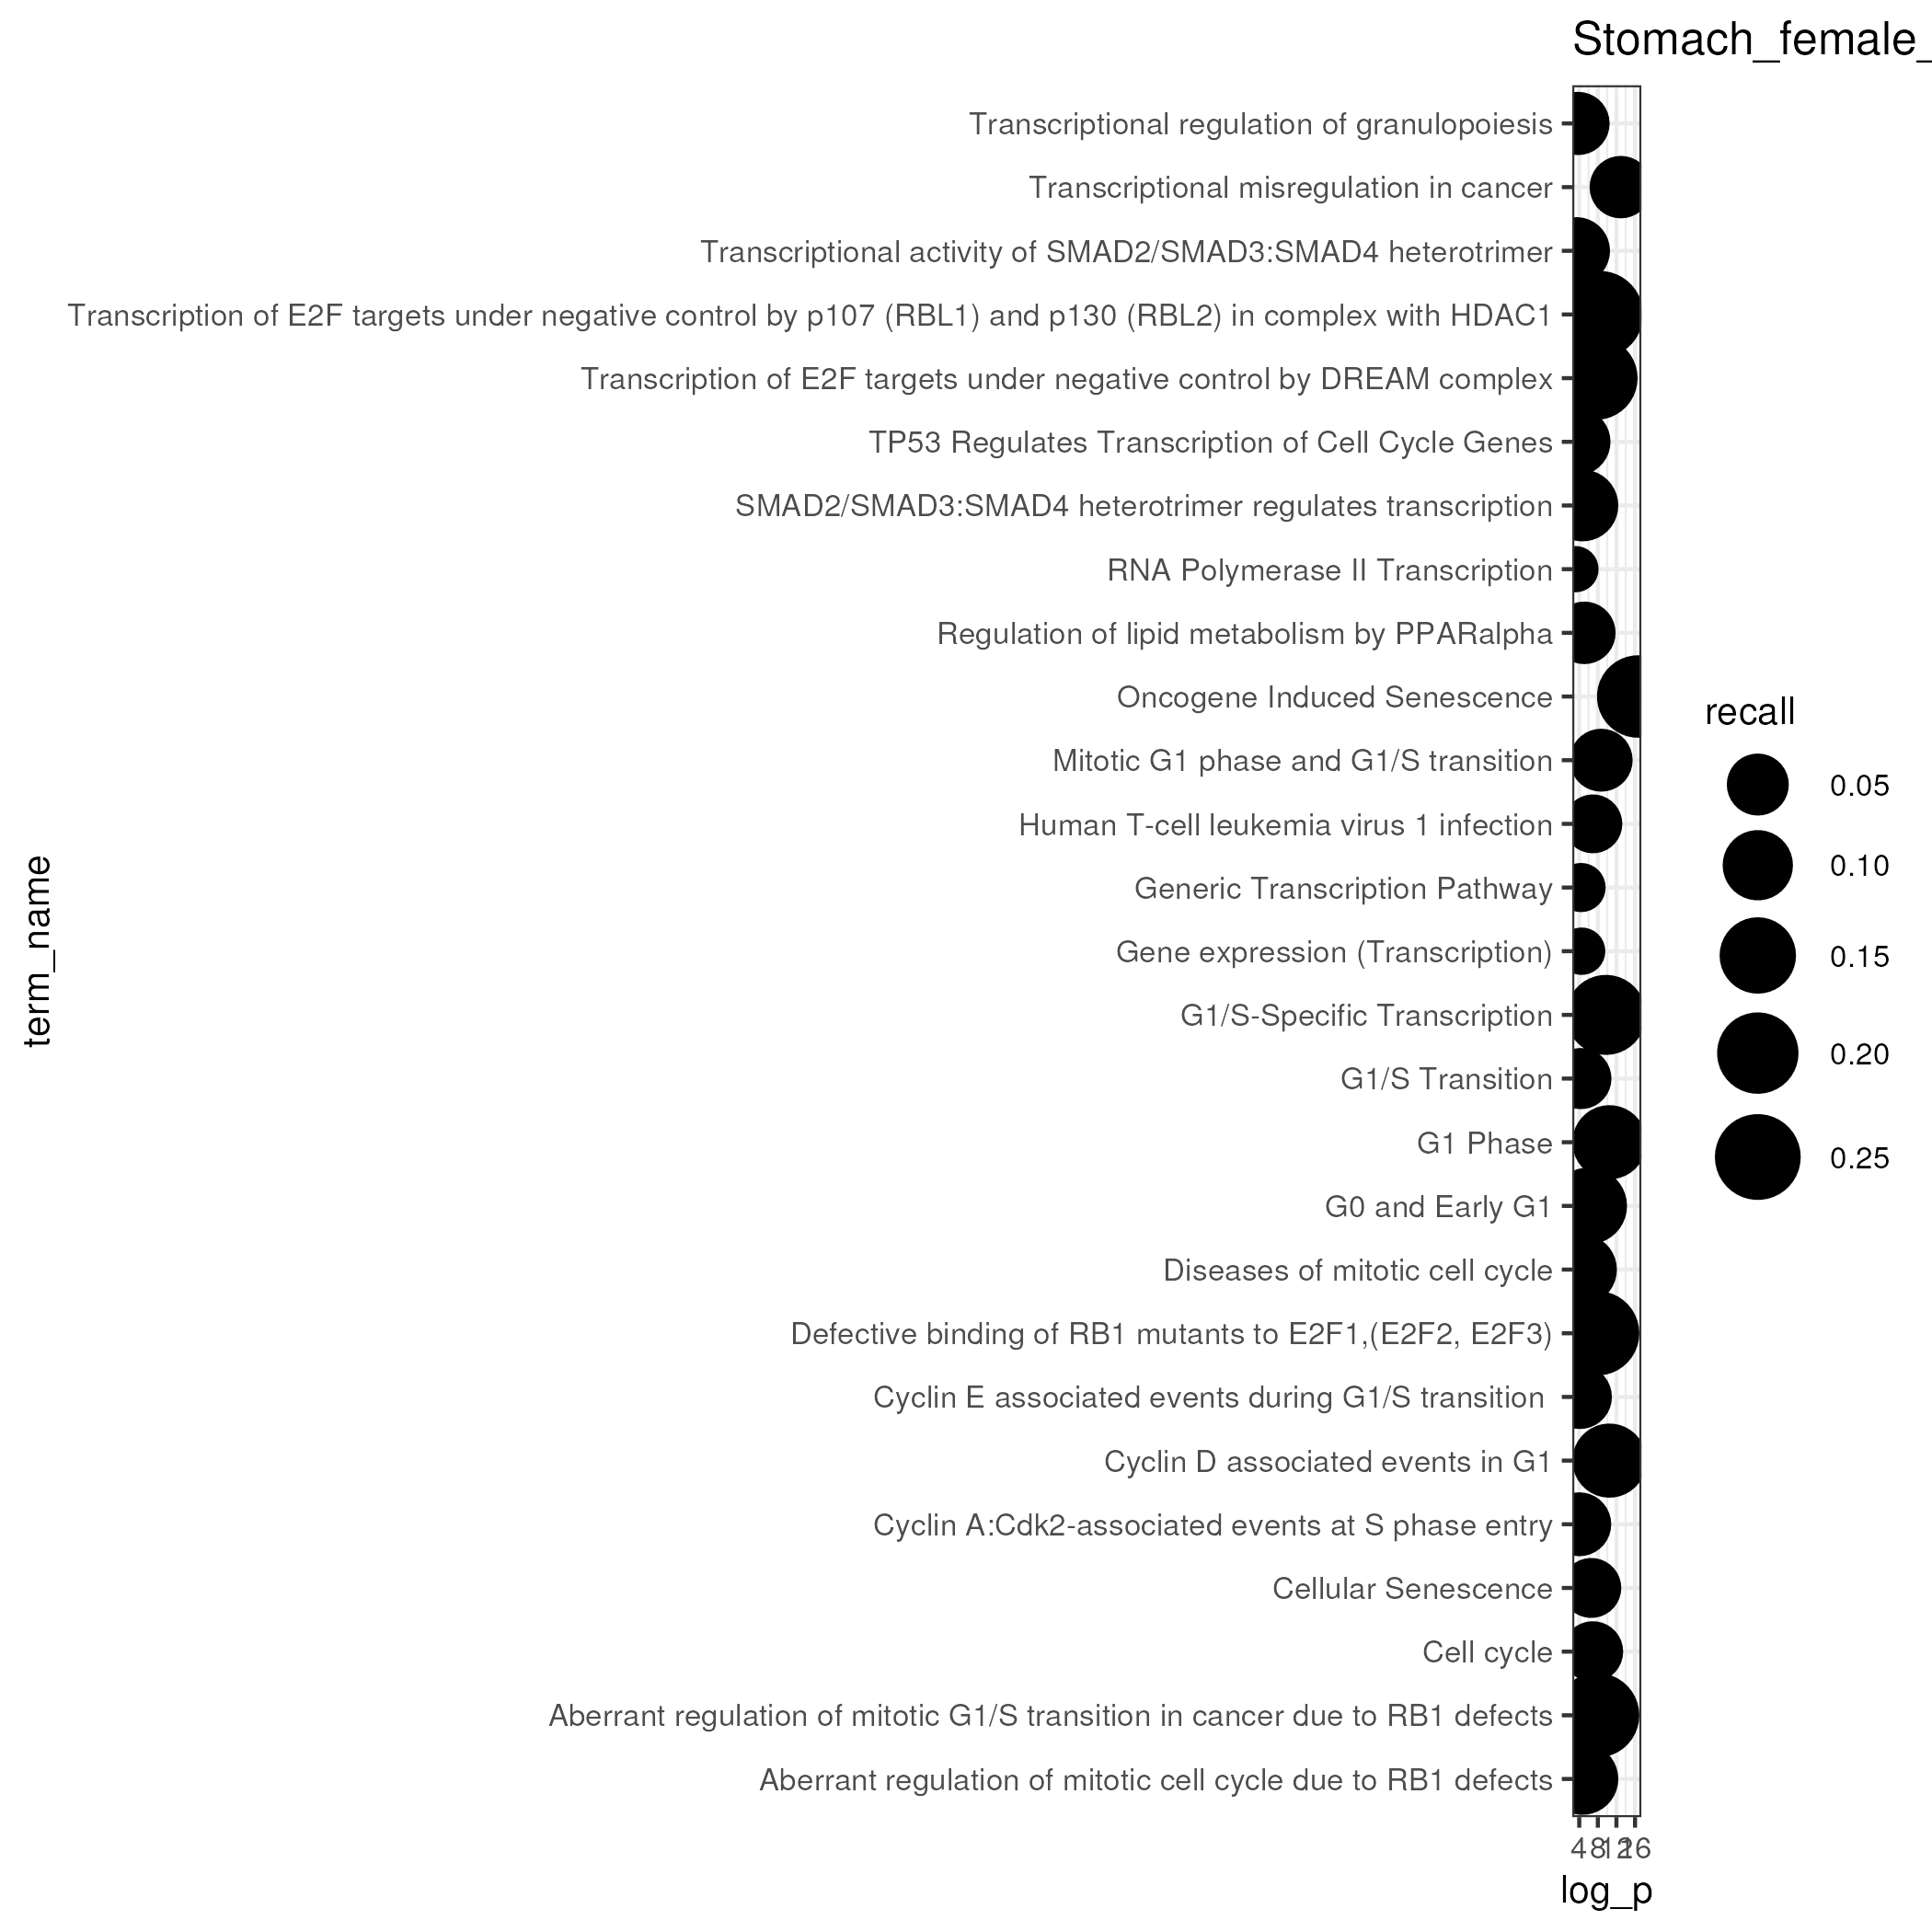 Stomach_female_
Transcriptional regulation of granulopoiesis
Transcriptional misregulation in cancer
Transcriptional activity of SMAD2/SMAD3:SMAD4 heterotrimer
Transcription of E2F targets under negative control by p107 (RBL1) and p130 (RBL2) in complex with HDAC1
Transcription of E2F targets under negative control by DREAM complex
TP53 Regulates Transcription of Cell Cycle Genes
SMAD2/SMAD3:SMAD4 heterotrimer regulates transcription
RNA Polymerase II Transcription
Regulation of lipid metabolism by PPARalpha
Oncogene Induced Senescence
Mitotic G1 phase and G1/S transition
Human T-cell leukemia virus 1 infection
Generic Transcription Pathway
Gene expression (Transcription)
G1/S-Specific Transcription
G1/S Transition
G1 Phase
G0 and Early G1
Diseases of mitotic cell cycle
Defective binding of RB1 mutants to E2F1,(E2F2, E2F3)
Cyclin E associated events during G1/S transition
Cyclin D associated events in G1
Cyclin A:Cdk2-associated events at S phase entry
Cellular Senescence
Cell cycle
Aberrant regulation of mitotic G1/S transition in cancer due to RB1 defects
Aberrant regulation of mitotic cell cycle due to RB1 defects
term_name
4 8 12 16
log_p
recall
0.05
0.10
0.15
0.20
0.25